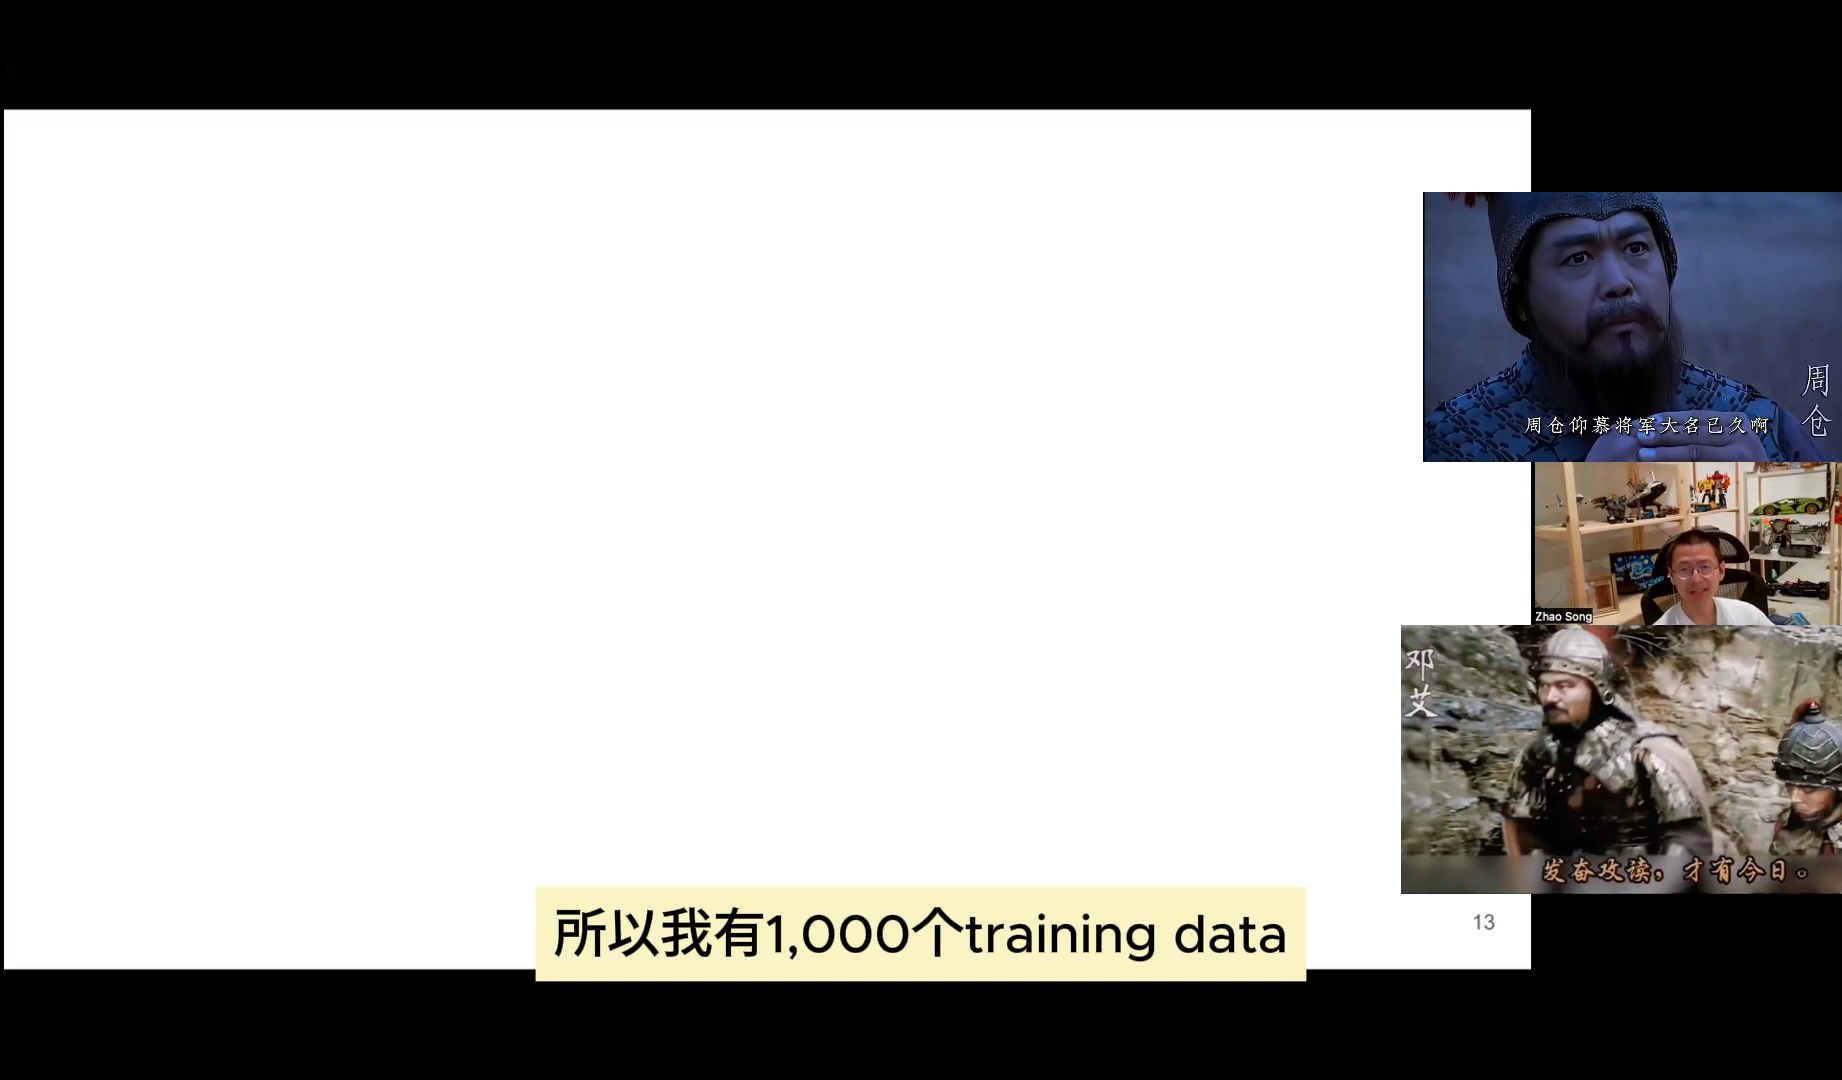 周仓
周仓仰慕将军大名已久啊
Zhao Song
邓艾
发奋攻读，才有今日。
13
所以我有1,000个training data